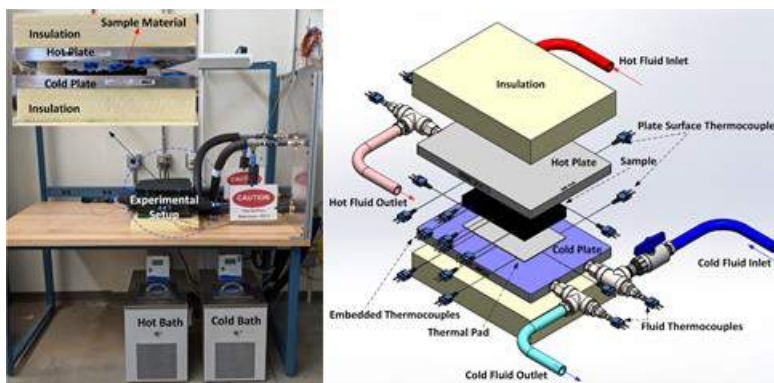 Sample Material
Insulation
Hot Plate
Cold Plate
Insulation
Experimental
Setup
CAUTION
CAUTION
Hot Bath
Cold Bath
Hot Fluid Inlet
Insulation
Plate Surface Thermocouple
Hot Plate
Sample
Hot Fluid Outlet
Cold Plate
Cold Fluid Inlet
Embedded Thermocouples
Thermal Pad
Fluid Thermocouples
Cold Fluid Outlet